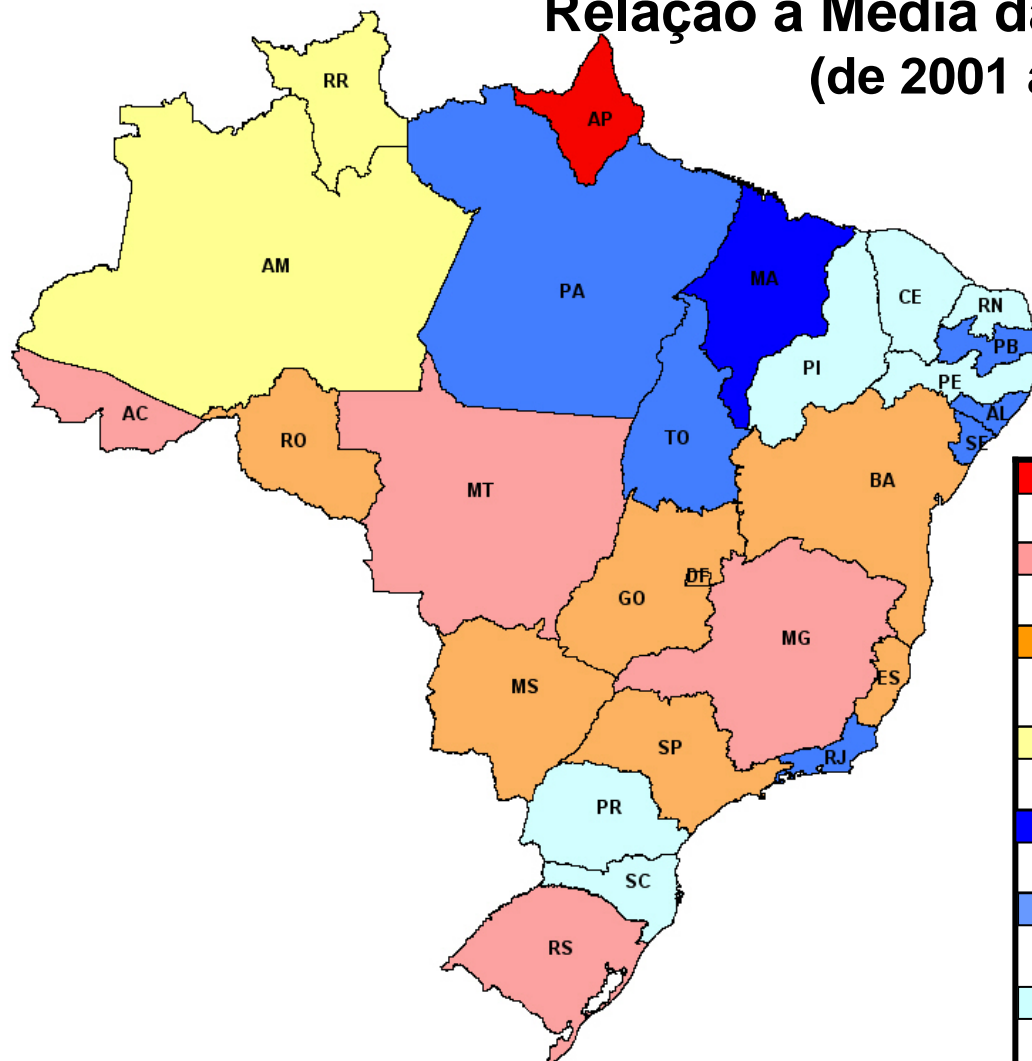 Relação a Média da
(de 2001 a
RR
AP
AM
PA
MA
CE
RN
PB
PI
PE
AL
SE
AC
RO
TO
MT
BA
DF
GO
MG
MS
ES
SP
RJ
PR
SC
RS